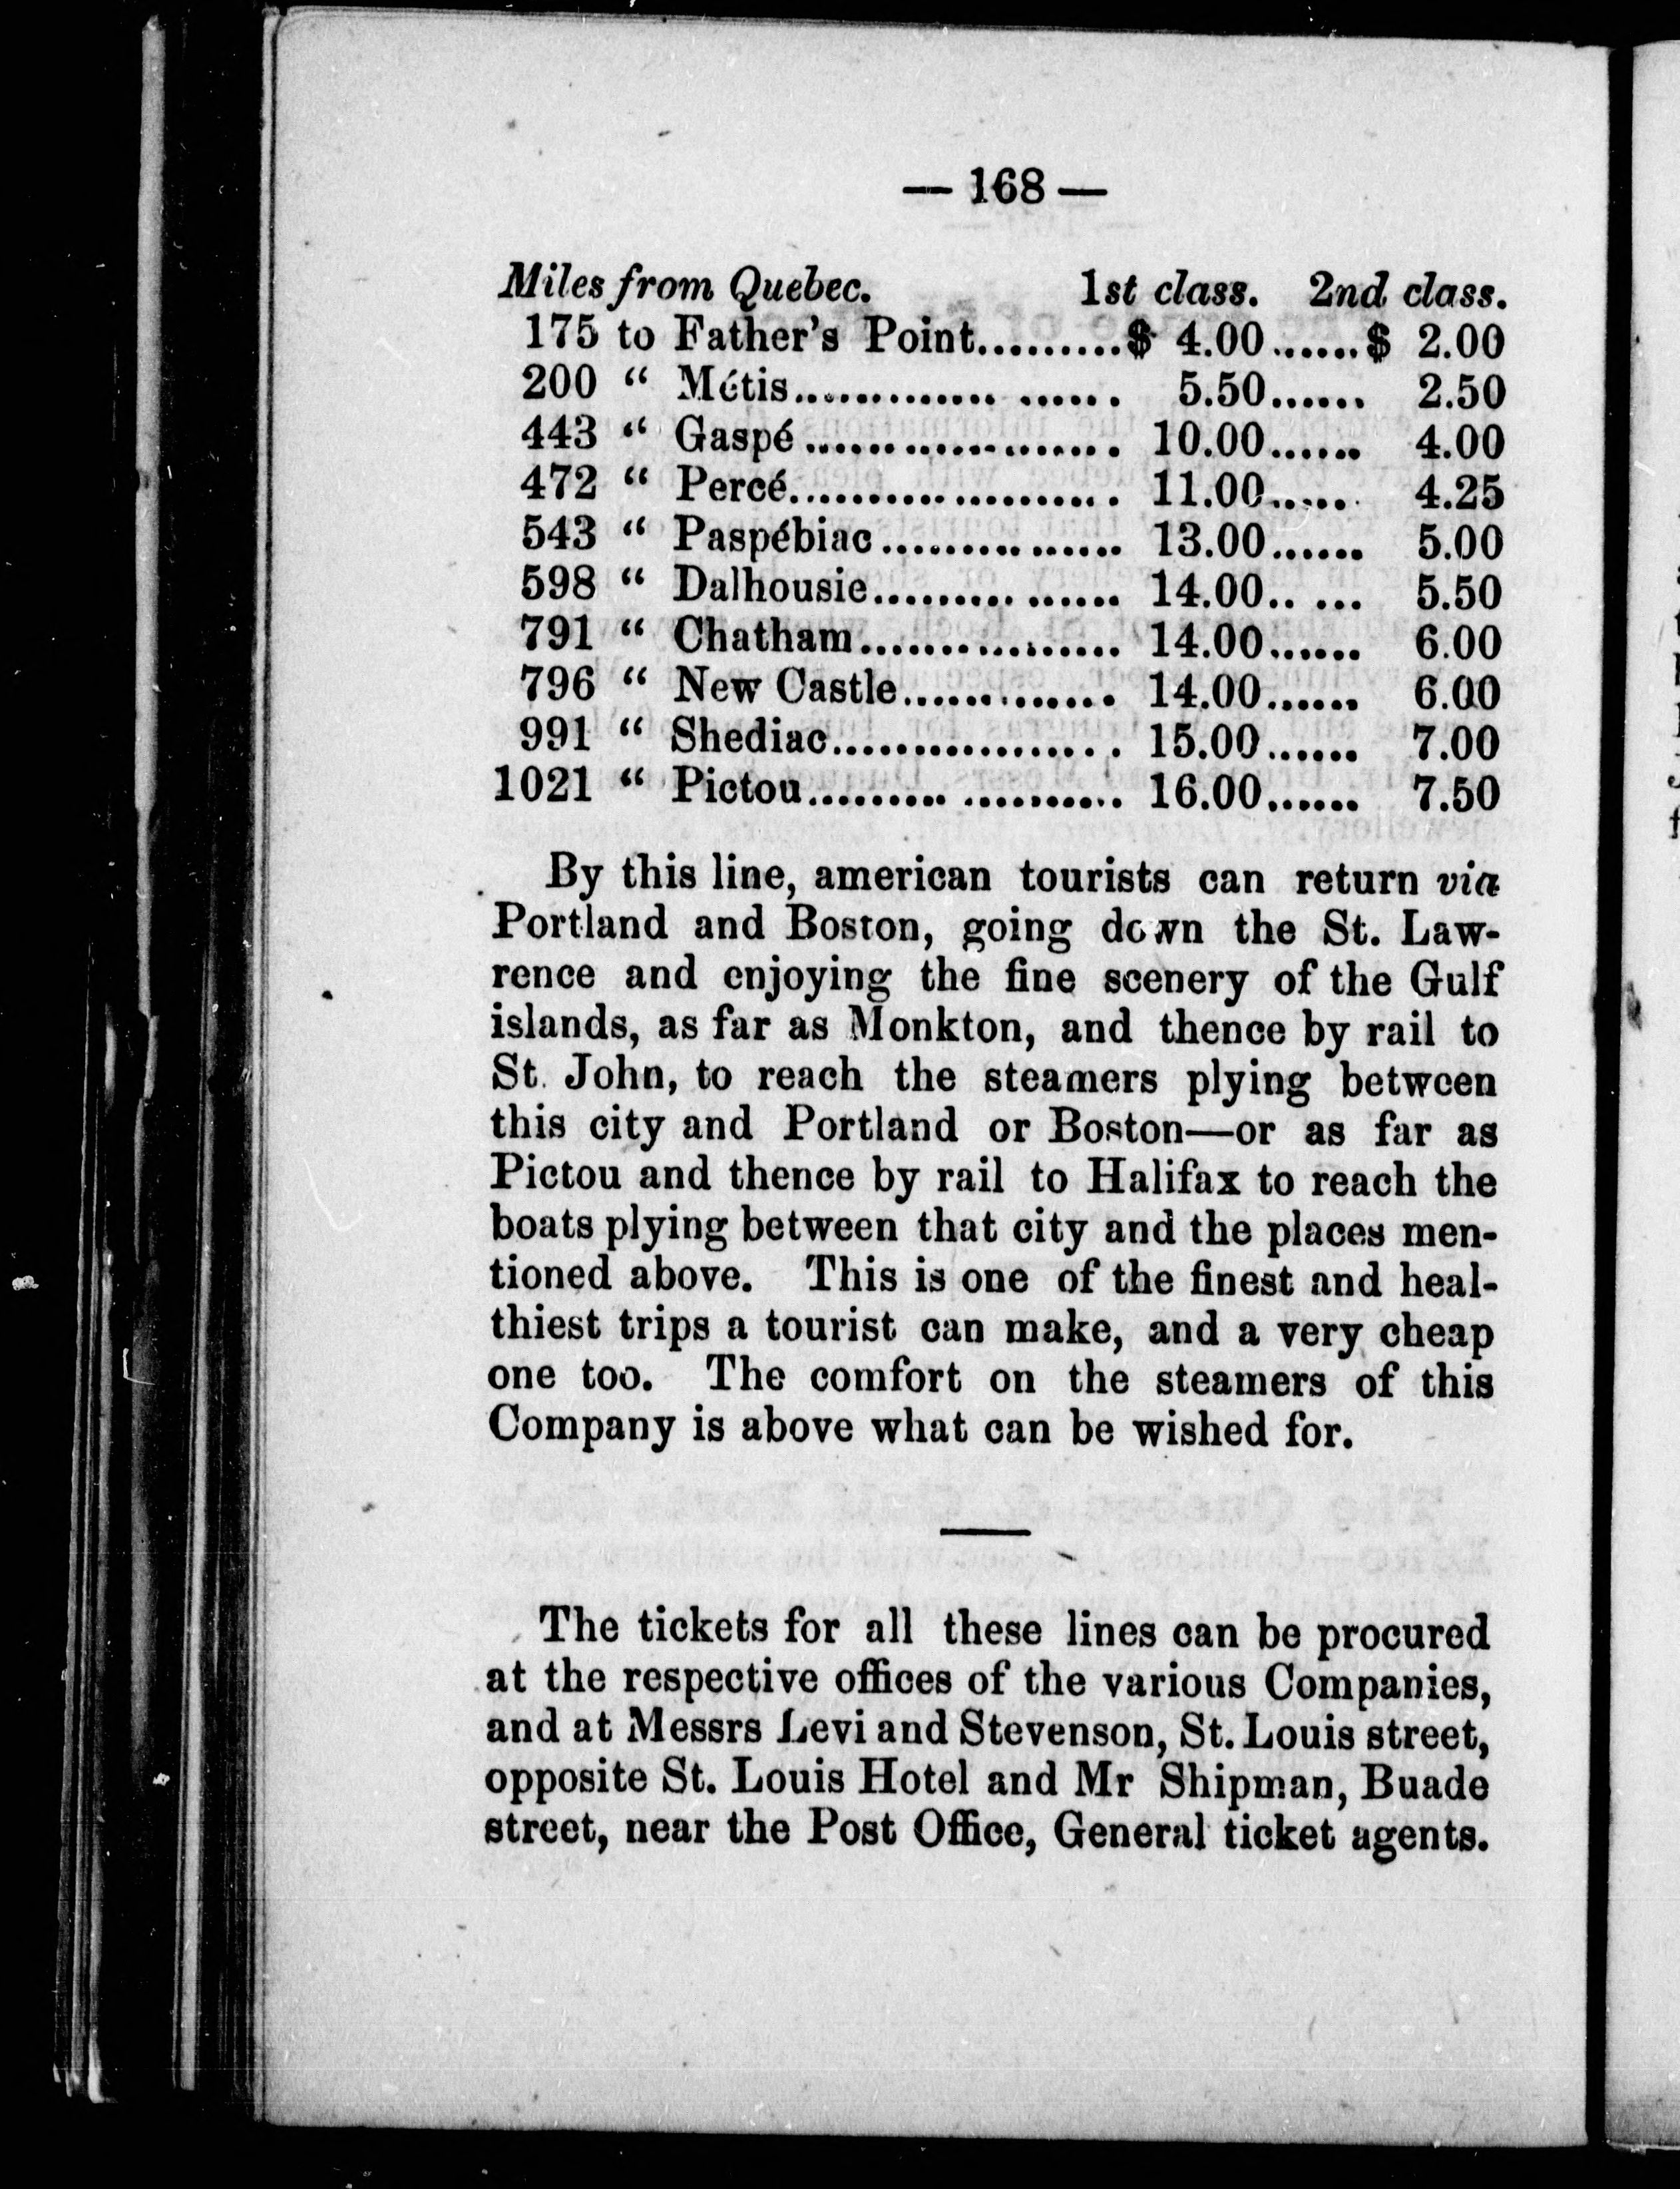 — 168 —
Miles from Quebec. 1st class. 2nd class.
175 to Father's Point..........$ 4.00......$ 2.00
200 “ Métis.............. ...... 5.50...... 2.50
443 “ Gaspé.................... 10.00...... 4.00
472 “ Percé..................... 11.00...... 4.25
543 “ Paspébiac............... 13.00...... 5.00
598 “ Dalhousie......... ...... 14.00.. ... 5.50
791 “ Chatham................. 14.00...... 6.00
796 “ New Castle.............. 14.00...... 6.00
991 “ Shediac.................. 15.00...... 7.00
1021 “ Pictou......... .......... 16.00...... 7.50
By this line, american tourists can return via
Portland and Boston, going down the St. Law-
rence and enjoying the fine scenery of the Gulf
islands, as far as Monkton, and thence by rail to
St. John, to reach the steamers plying between
this city and Portland or Boston—or as far as
Pictou and thence by rail to Halifax to reach the
boats plying between that city and the places men-
tioned above. This is one of the finest and heal-
thiest trips a tourist can make, and a very cheap
one too. The comfort on the steamers of this
Company is above what can be wished for.
The tickets for all these lines can be procured
at the respective offices of the various Companies,
and at Messrs Levi and Stevenson, St. Louis street,
opposite St. Louis Hotel and Mr Shipman, Buade
street, near the Post Office, General ticket agents.